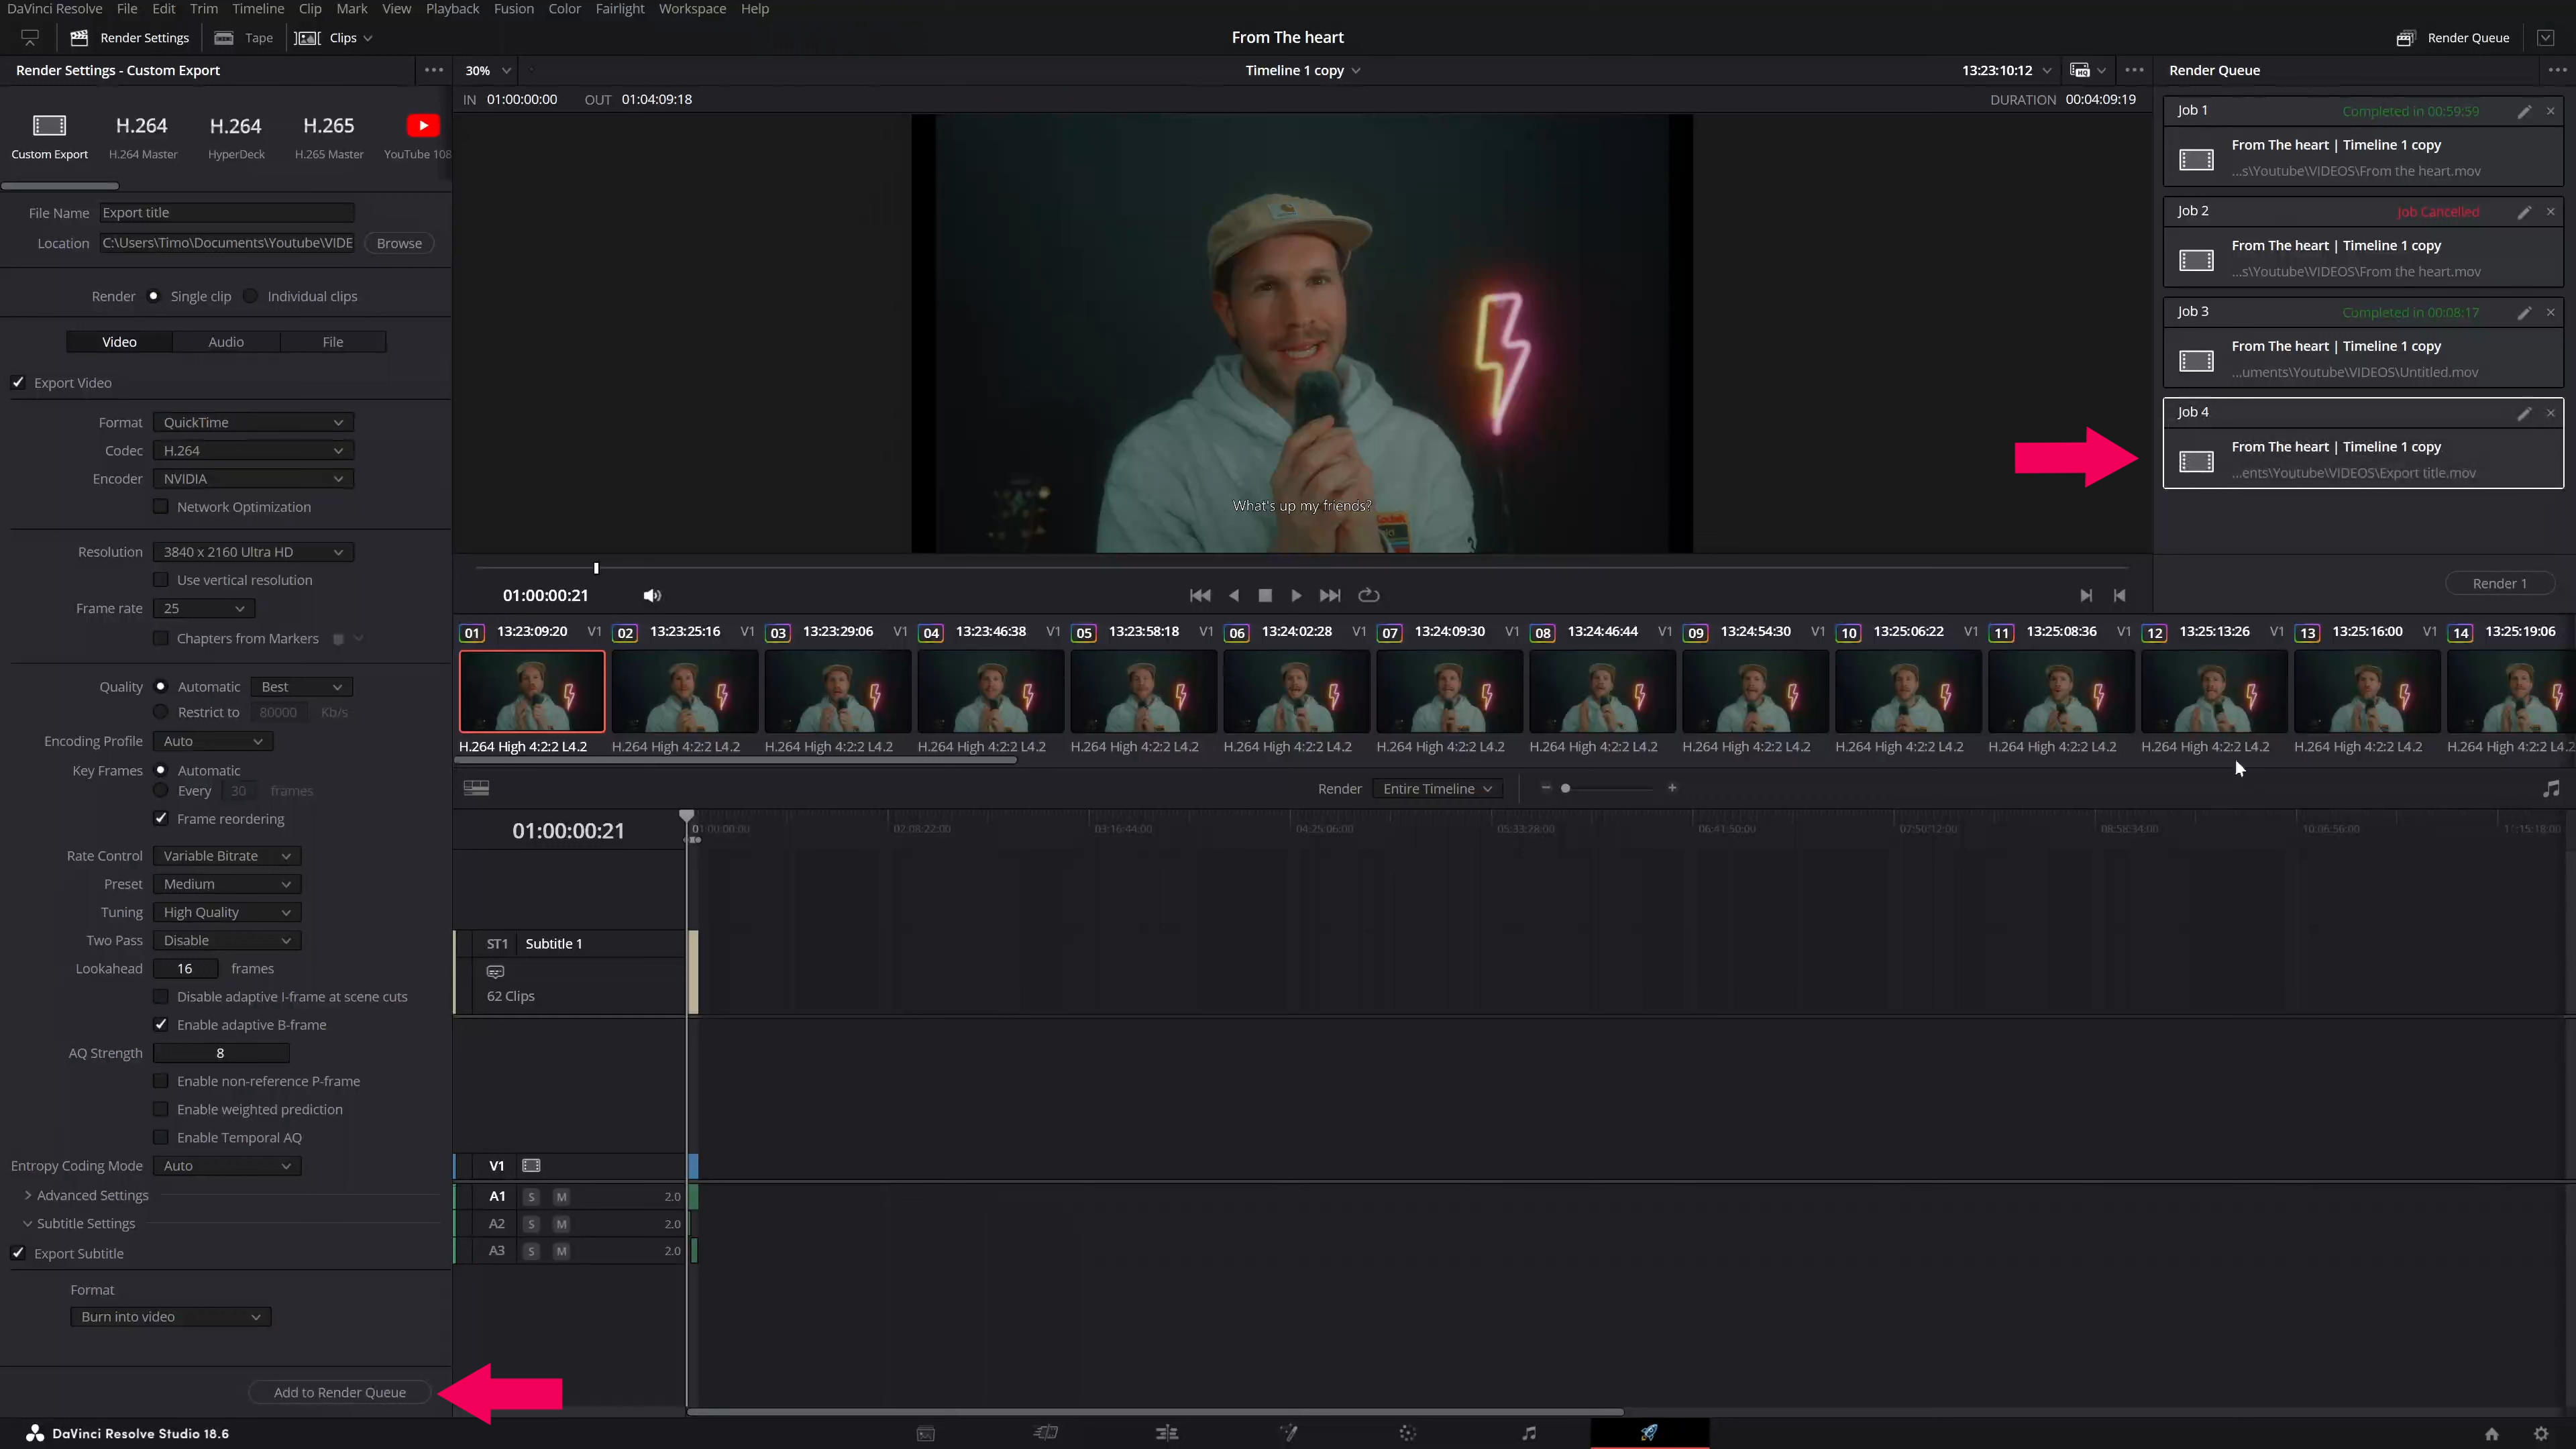 DaVinci Resolve File Edit Trim Timeline Clip Mark View Playback Fusion Color Fairlight Workspace Help
Render Settings Tape Clips From The heart Render Queue
Render Settings - Custom Export 30% Timeline 1 copy 13:23:10:12 Render Queue
IN 01:00:00:00 OUT 01:04:09:18 DURATION 00:04:09:19
H.264 H.264 H.265
Custom Export H.264 Master HyperDeck H.265 Master YouTube 108
File Name Export title
Location C:\Users\Timo\Documents\Youtube\VIDE Browse
Render Single clip Individual clips
Video Audio File
Export Video
Format QuickTime
Codec H.264
Encoder NVIDIA
Network Optimization
Resolution 3840 x 2160 Ultra HD
Use vertical resolution
Frame rate 25
Chapters from Markers
Quality Automatic Best
Restrict to 80000 Kb/s
Encoding Profile Auto
Key Frames Automatic
Every 30 frames
Frame reordering
Rate Control Variable Bitrate
Preset Medium
Tuning High Quality
Two Pass Disable
Lookahead 16 frames
Disable adaptive I-frame at scene cuts
Enable adaptive B-frame
AQ Strength 8
Enable non-reference P-frame
Enable weighted prediction
Enable Temporal AQ
Entropy Coding Mode Auto
Advanced Settings
Subtitle Settings
Export Subtitle
Format
Burn into video
Add to Render Queue
What's up my friends?
Kodak
01:00:00:21
Job 1 Completed in 00:59:59
From The heart | Timeline 1 copy
...s\Youtube\VIDEOS\From the heart.mov
Job 2 Job Cancelled
From The heart | Timeline 1 copy
...s\Youtube\VIDEOS\From the heart.mov
Job 3 Completed in 00:08:17
From The heart | Timeline 1 copy
...uments\Youtube\VIDEOS\Untitled.mov
Job 4
From The heart | Timeline 1 copy
...ents\Youtube\VIDEOS\Export title.mov
Render 1
01 13:23:09:20 V1 02 13:23:25:16 V1 03 13:23:29:06 V1 04 13:23:46:38 V1 05 13:23:58:18 V1 06 13:24:02:28 V1 07 13:24:09:30 V1 08 13:24:46:44 V1 09 13:24:54:30 V1 10 13:25:06:22 V1 11 13:25:08:36 V1 12 13:25:13:26 V1 13 13:25:16:00 V1 14 13:25:19:06
H.264 High 4:2:2 L4.2 H.264 High 4:2:2 L4.2 H.264 High 4:2:2 L4.2 H.264 High 4:2:2 L4.2 H.264 High 4:2:2 L4.2 H.264 High 4:2:2 L4.2 H.264 High 4:2:2 L4.2 H.264 High 4:2:2 L4.2 H.264 High 4:2:2 L4.2 H.264 High 4:2:2 L4.2 H.264 High 4:2:2 L4.2 H.264 High 4:2:2 L4.2 H.264 High 4:2:2 L4.2 H.264 High 4:2:2 L4.2
Render Entire Timeline
01:00:00:21 01:00:00:00 02:08:22:00 03:16:44:00 04:25:06:00 05:33:28:00 06:41:50:00 07:50:12:00 08:58:34:00 10:06:56:00 11:15:18:00
ST1 Subtitle 1
62 Clips
V1
A1 S M 2.0
A2 S M 2.0
A3 S M 2.0
DaVinci Resolve Studio 18.6